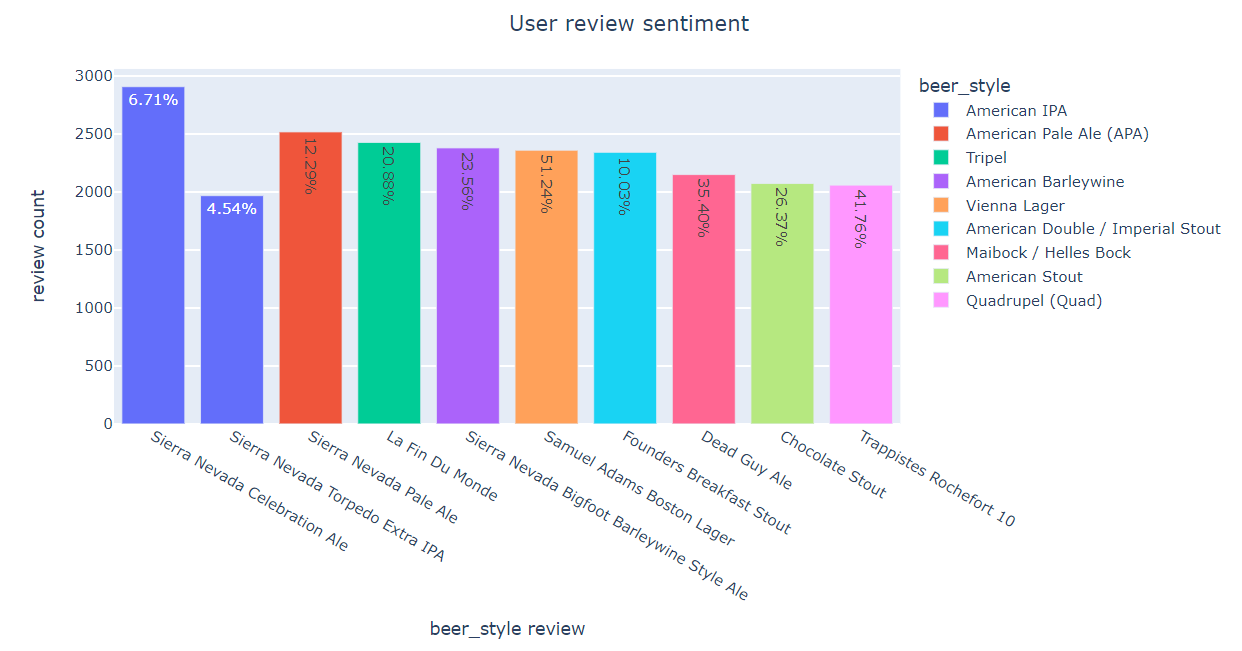 User review sentiment
review count
3000
2500
2000
1500
1000
500
0
6.71%
4.54%
12.29%
20.88%
23.56%
51.24%
10.03%
35.40%
26.37%
41.76%
Sierra Nevada Celebration Ale
Sierra Nevada Torpedo Extra IPA
Sierra Nevada Pale Ale
La Fin Du Monde
Sierra Nevada Bigfoot Barleywine Style Ale
Samuel Adams Boston Lager
Founders Breakfast Stout
Dead Guy Ale
Chocolate Stout
Trappistes Rochefort 10
beer_style review
beer_style
American IPA
American Pale Ale (APA)
Tripel
American Barleywine
Vienna Lager
American Double / Imperial Stout
Maibock / Helles Bock
American Stout
Quadrupel (Quad)